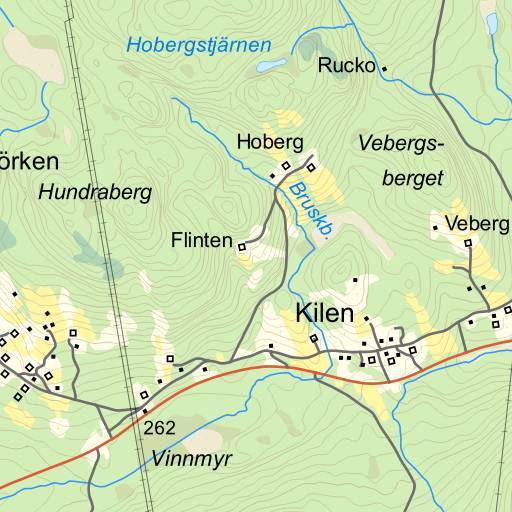 Hobergstjärnen
Rucko
Hoberg
Vebergs-
berget
örken
Hundraberg
Bruskb.
Flinten
Veberg
Kilen
262
Vinnmyr